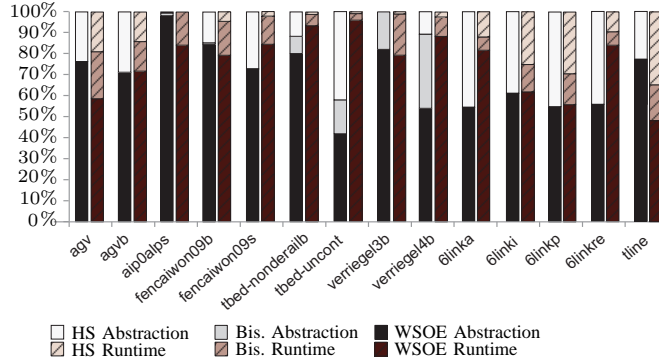 100%
90%
80%
70%
60%
50%
40%
30%
20%
10%
0%
agv
agvb
aip0alps
fencaiwon09b
fencaiwon09s
tbed-nonderailb
tbed-uncont
verriegel3b
verriegel4b
6linka
6linki
6linkp
6linkre
tline
HS Abstraction Bis. Abstraction WSOE Abstraction
HS Runtime Bis. Runtime WSOE Runtime